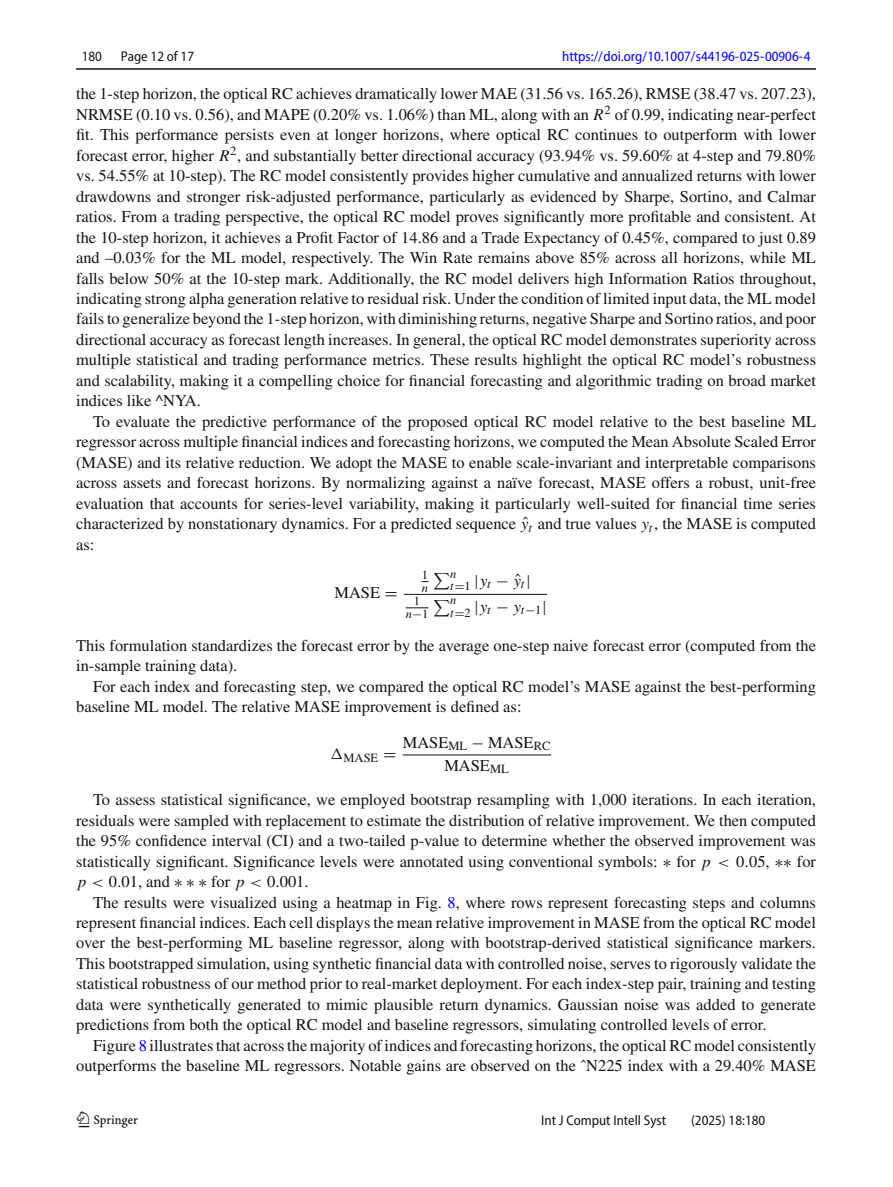 180 Page 12 of 17 https://doi.org/10.1007/s44196-025-00906-4
the 1-step horizon, the optical RC achieves dramatically lower MAE (31.56 vs. 165.26), RMSE (38.47 vs. 207.23),
NRMSE (0.10 vs. 0.56), and MAPE (0.20% vs. 1.06%) than ML, along with an R² of 0.99, indicating near-perfect
fit. This performance persists even at longer horizons, where optical RC continues to outperform with lower
forecast error, higher R², and substantially better directional accuracy (93.94% vs. 59.60% at 4-step and 79.80%
vs. 54.55% at 10-step). The RC model consistently provides higher cumulative and annualized returns with lower
drawdowns and stronger risk-adjusted performance, particularly as evidenced by Sharpe, Sortino, and Calmar
ratios. From a trading perspective, the optical RC model proves significantly more profitable and consistent. At
the 10-step horizon, it achieves a Profit Factor of 14.86 and a Trade Expectancy of 0.45%, compared to just 0.89
and –0.03% for the ML model, respectively. The Win Rate remains above 85% across all horizons, while ML
falls below 50% at the 10-step mark. Additionally, the RC model delivers high Information Ratios throughout,
indicating strong alpha generation relative to residual risk. Under the condition of limited input data, the ML model
fails to generalize beyond the 1-step horizon, with diminishing returns, negative Sharpe and Sortino ratios, and poor
directional accuracy as forecast length increases. In general, the optical RC model demonstrates superiority across
multiple statistical and trading performance metrics. These results highlight the optical RC model's robustness
and scalability, making it a compelling choice for financial forecasting and algorithmic trading on broad market
indices like ^NYA.
To evaluate the predictive performance of the proposed optical RC model relative to the best baseline ML
regressor across multiple financial indices and forecasting horizons, we computed the Mean Absolute Scaled Error
(MASE) and its relative reduction. We adopt the MASE to enable scale-invariant and interpretable comparisons
across assets and forecast horizons. By normalizing against a naïve forecast, MASE offers a robust, unit-free
evaluation that accounts for series-level variability, making it particularly well-suited for financial time series
characterized by nonstationary dynamics. For a predicted sequence ŷₜ and true values yₜ, the MASE is computed
as:
MASE = \frac{\frac{1}{n} \sum_{t=1}^{n} |y_t - \hat{y}_t|}{\frac{1}{n-1} \sum_{t=2}^{n} |y_t - y_{t-1}|}
This formulation standardizes the forecast error by the average one-step naive forecast error (computed from the
in-sample training data).
For each index and forecasting step, we compared the optical RC model's MASE against the best-performing
baseline ML model. The relative MASE improvement is defined as:
\Delta_{MASE} = \frac{MASE_{ML} - MASE_{RC}}{MASE_{ML}}
To assess statistical significance, we employed bootstrap resampling with 1,000 iterations. In each iteration,
residuals were sampled with replacement to estimate the distribution of relative improvement. We then computed
the 95% confidence interval (CI) and a two-tailed p-value to determine whether the observed improvement was
statistically significant. Significance levels were annotated using conventional symbols: ∗ for p < 0.05, ∗∗ for
p < 0.01, and ∗ ∗ ∗ for p < 0.001.
The results were visualized using a heatmap in Fig. 8, where rows represent forecasting steps and columns
represent financial indices. Each cell displays the mean relative improvement in MASE from the optical RC model
over the best-performing ML baseline regressor, along with bootstrap-derived statistical significance markers.
This bootstrapped simulation, using synthetic financial data with controlled noise, serves to rigorously validate the
statistical robustness of our method prior to real-market deployment. For each index-step pair, training and testing
data were synthetically generated to mimic plausible return dynamics. Gaussian noise was added to generate
predictions from both the optical RC model and baseline regressors, simulating controlled levels of error.
Figure 8 illustrates that across the majority of indices and forecasting horizons, the optical RC model consistently
outperforms the baseline ML regressors. Notable gains are observed on the ˆN225 index with a 29.40% MASE
Springer Int J Comput Intell Syst (2025) 18:180